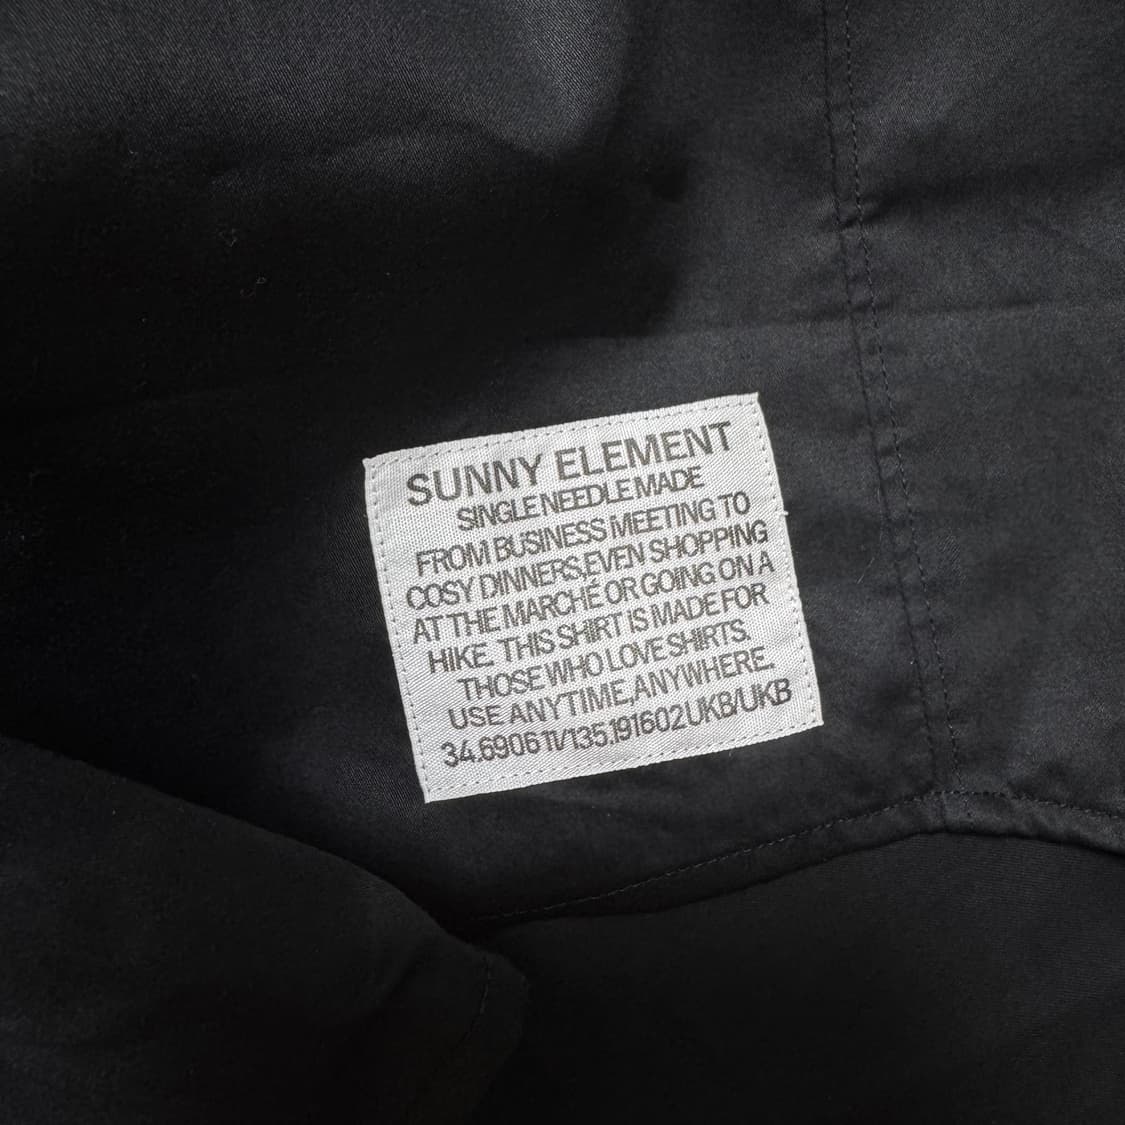 SUNNY ELEMENT
SINGLE NEEDLE MADE
FROM BUSINESS MEETING TO
COSY DINNERS,EVEN SHOPPING
AT THE MARCHÉ OR GOING ON A
HIKE. THIS SHIRT IS MADE FOR
THOSE WHO LOVE SHIRTS.
USE ANYTIME,ANYWHERE.
34.690611/135.191602UKB/UKB